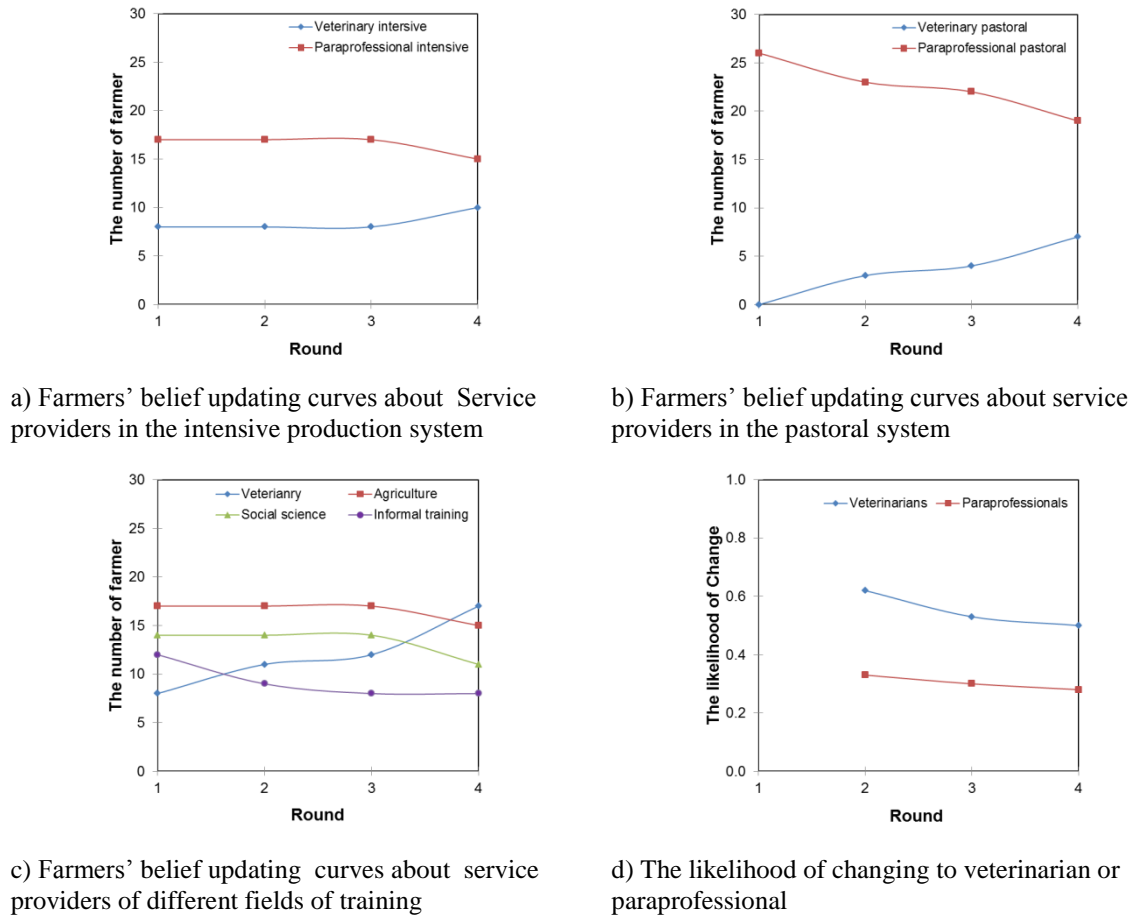 30
25
20
15
10
5
0
The number of farmer
Veterinary intersive
Paraprofessional intensive
1 2 3 4
Round
a) Farmers’ belief updating curves about Service
providers in the intensive production system
30
25
20
15
10
5
0
The number of farmer
Veterinary pastoral
Paraprofessional pastoral
1 2 3 4
Round
b) Farmers’ belief updating curves about service
providers in the pastoral system
30
25
20
15
10
5
0
The number of farmer
Veterianry Agriculture
Social science Informal training
1 2 3 4
Round
c) Farmers’ belief updating curves about service
providers of different fields of training
1.0
0.8
0.6
0.4
0.2
0.0
The likelihood of Change
Veterinarians Paraprofessionals
1 2 3 4
Round
d) The likelihood of changing to veterinarian or
paraprofessional